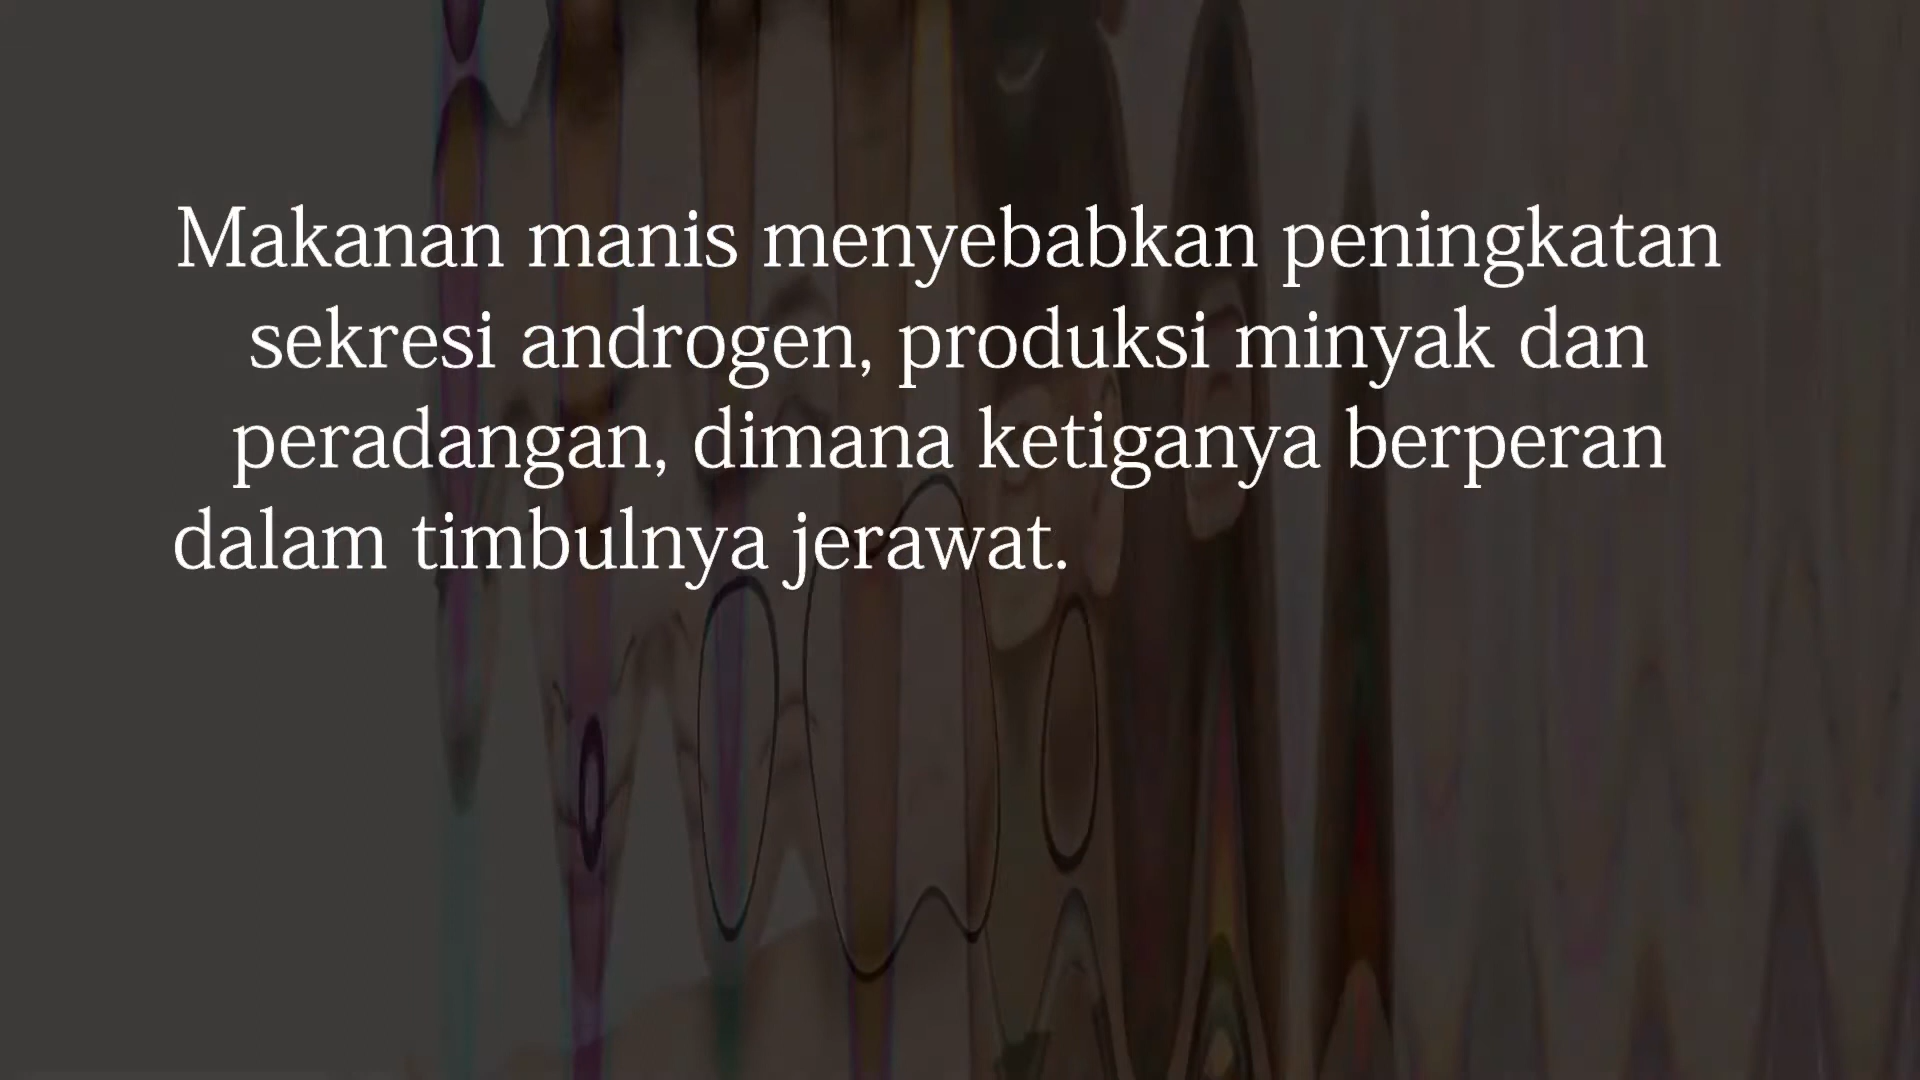 Makanan manis menyebabkan peningkatan
sekresi androgen, produksi minyak dan
peradangan, dimana ketiganya berperan
dalam timbulnya jerawat.